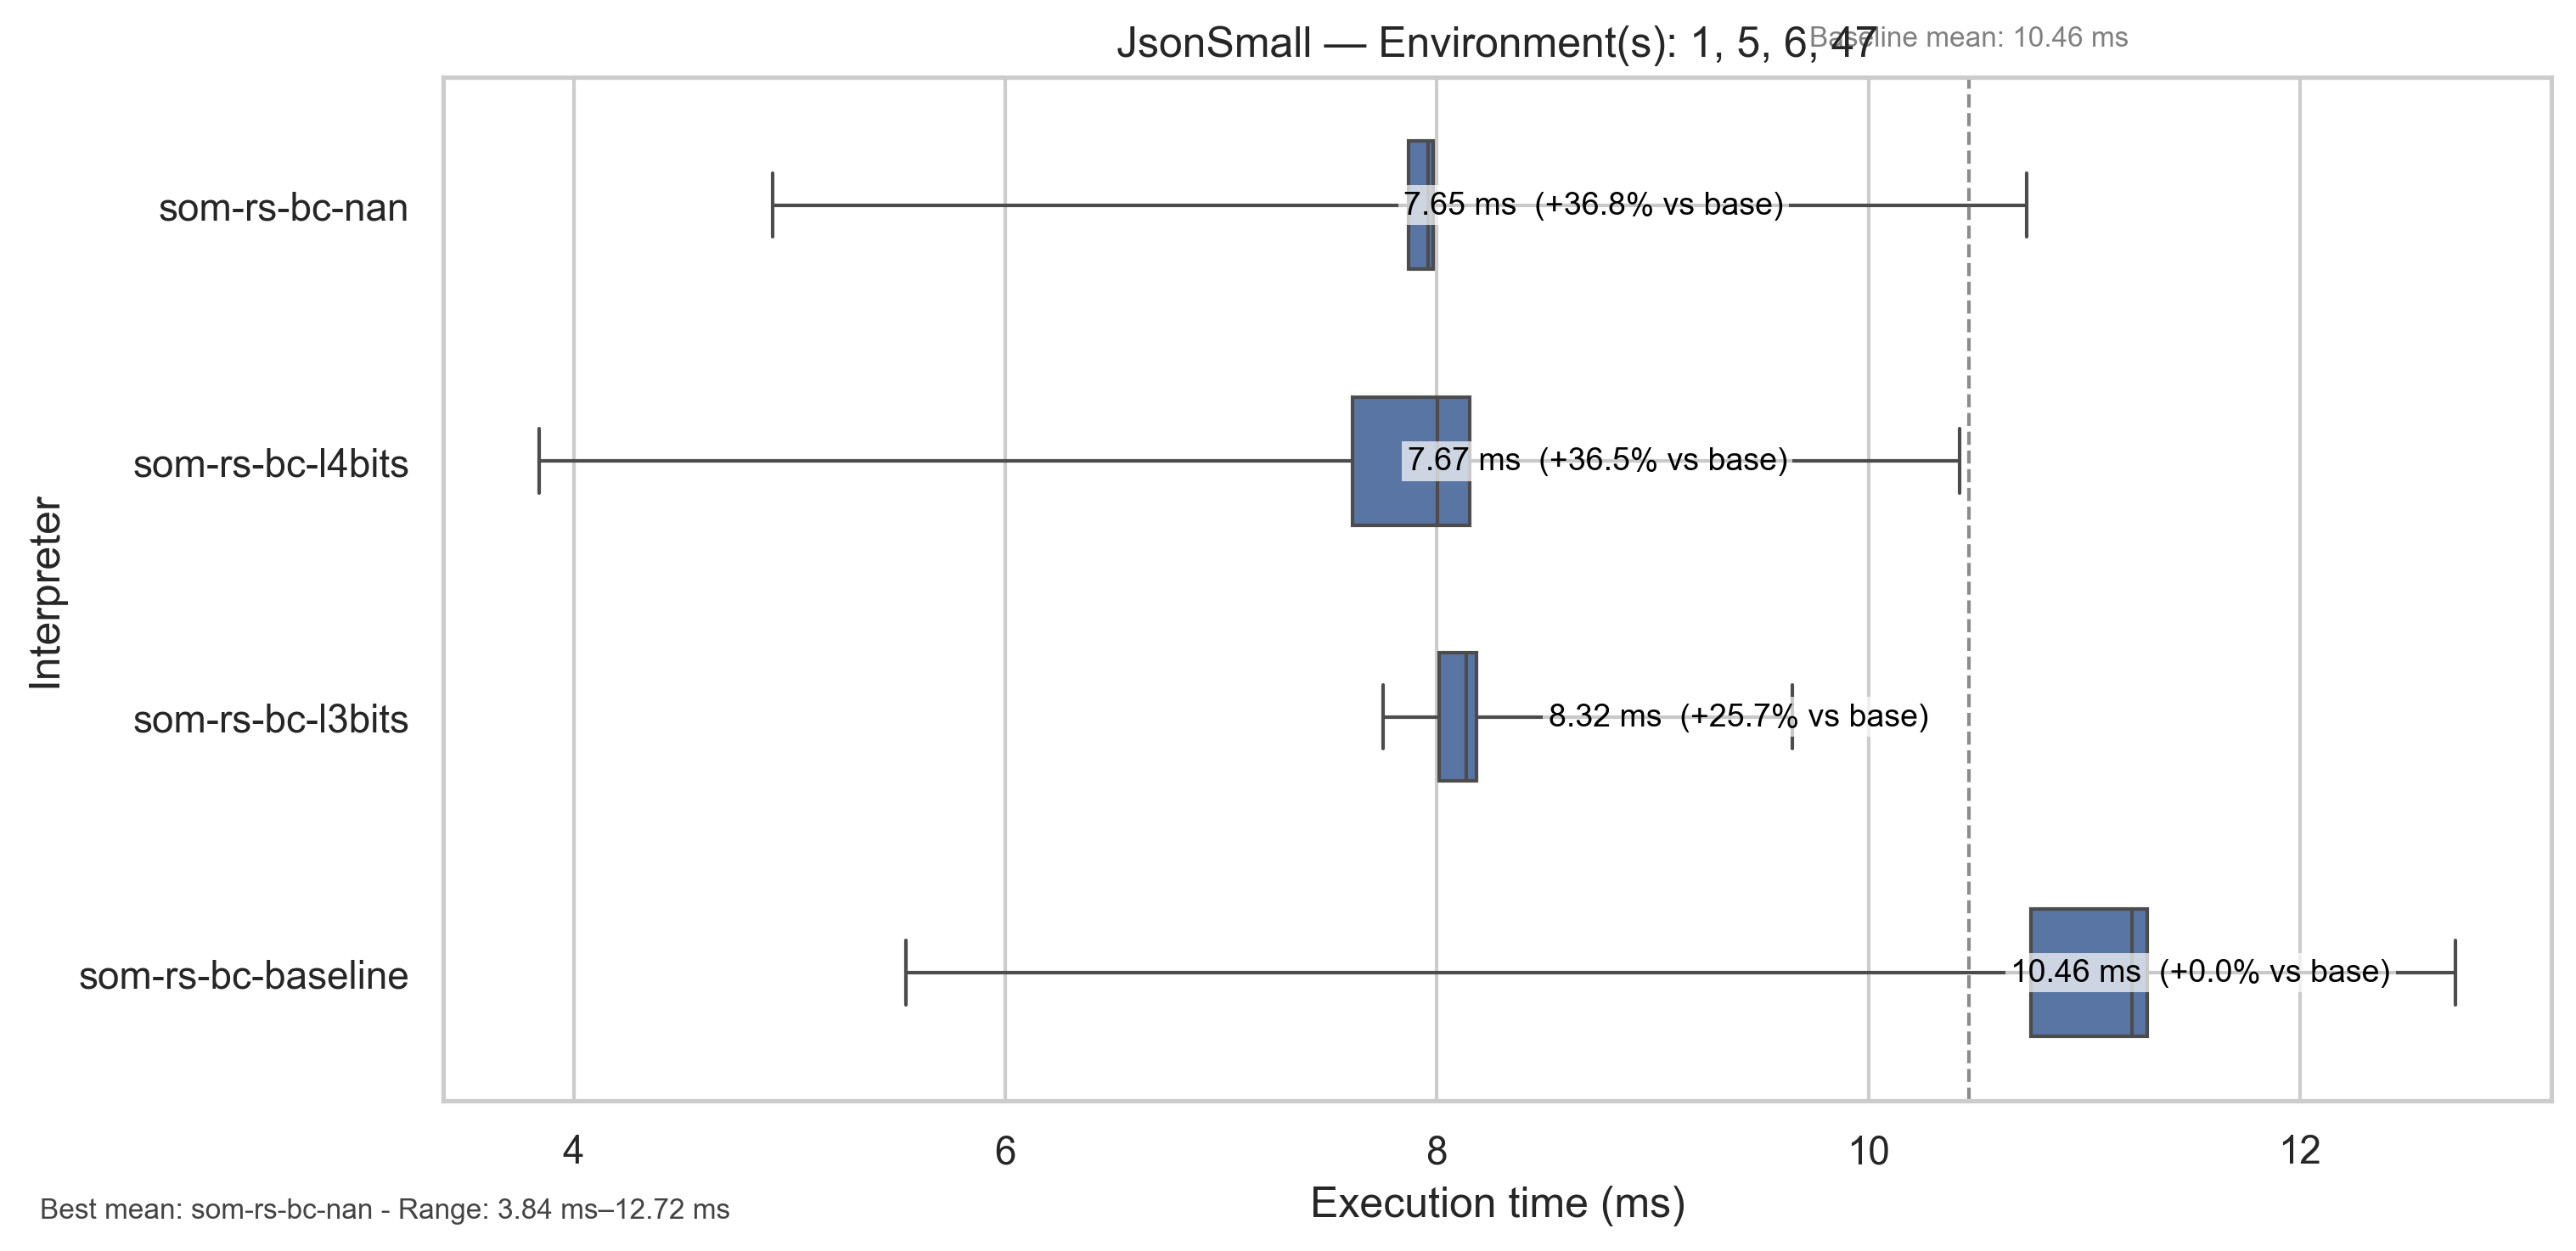 JsonSmall — Environment(s): 1, 5, 6, 47
Baseline mean: 10.46 ms
som-rs-bc-nan
7.65 ms (+36.8% vs base)
som-rs-bc-l4bits
7.67 ms (+36.5% vs base)
som-rs-bc-l3bits
8.32 ms (+25.7% vs base)
som-rs-bc-baseline
10.46 ms (+0.0% vs base)
Interpreter
4 6 8 10 12
Execution time (ms)
Best mean: som-rs-bc-nan - Range: 3.84 ms–12.72 ms